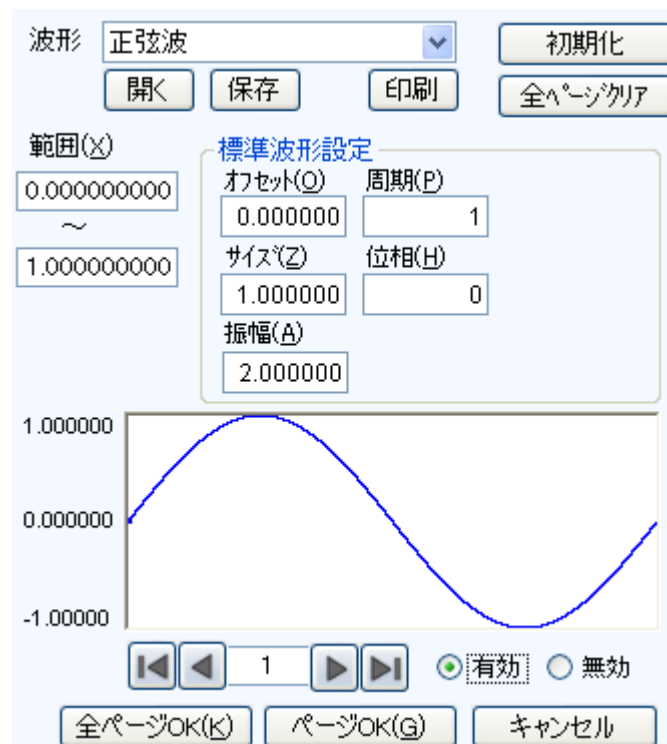 波形 正弦波 初期化
開く 保存 印刷 全ページクリア
範囲(X) 標準波形設定
オフセット(O) 周期(P)
0.000000000 0.000000 1
～ サイズ(Z) 位相(H)
1.000000000 1.000000 0
振幅(A)
2.000000
1.000000
0.000000
-1.00000
1 有効 無効
全ページOK(K) ページOK(G) キャンセル